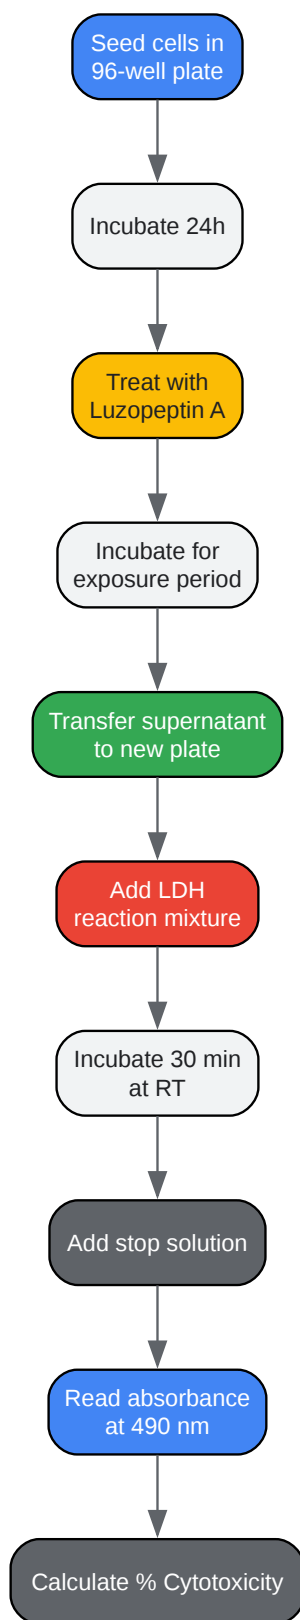 Seed cells in
96-well plate
Incubate 24h
Treat with
Luzopeptin A
Incubate for
exposure period
Transfer supernatant
to new plate
Add LDH
reaction mixture
Incubate 30 min
at RT
Add stop solution
Read absorbance
at 490 nm
Calculate % Cytotoxicity